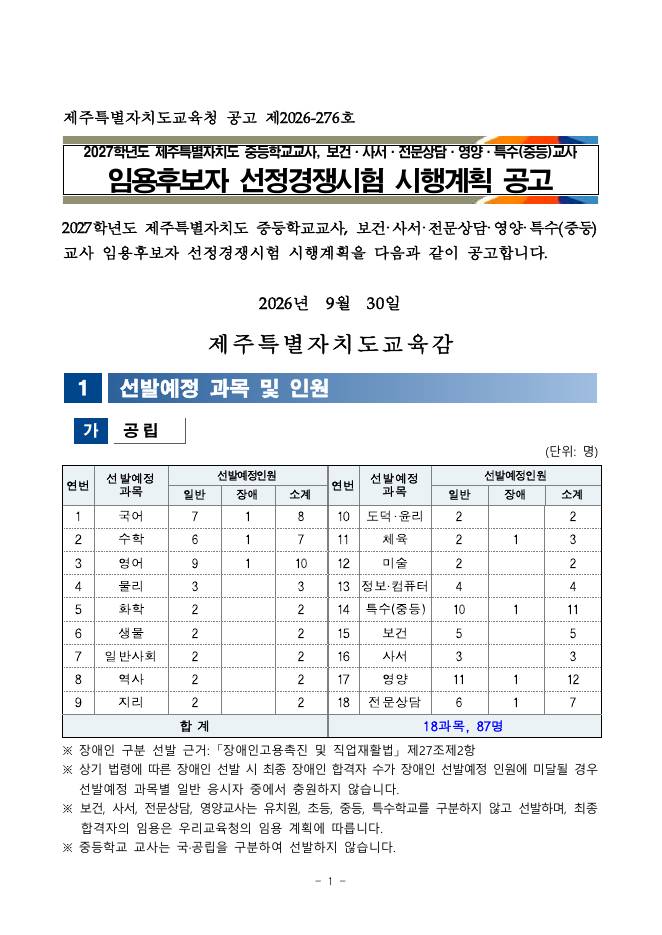 제주특별자치도교육청 공고 제2026-276호
2027학년도 제주특별자치도 중등학교교사, 보건·사서·전문상담·영양·특수(중등)교사
임용후보자 선정경쟁시험 시행계획 공고
2027학년도 제주특별자치도 중등학교교사, 보건·사서·전문상담·영양·특수(중등)
교사 임용후보자 선정경쟁시험 시행계획을 다음과 같이 공고합니다.
2026년 9월 30일
제주특별자치도교육감
1 선발예정 과목 및 인원
가 공립
(단위: 명)
연번 선발예정 과목 선발예정인원 연번 선발예정 과목 선발예정인원
일반 장애 소계 일반 장애 소계
1 국어 7 1 8 10 도덕·윤리 2 2
2 수학 6 1 7 11 체육 2 1 3
3 영어 9 1 10 12 미술 2 2
4 물리 3 3 13 정보·컴퓨터 4 4
5 화학 2 2 14 특수(중등) 10 1 11
6 생물 2 2 15 보건 5 5
7 일반사회 2 2 16 사서 3 3
8 역사 2 2 17 영양 11 1 12
9 지리 2 2 18 전문상담 6 1 7
합 계 18과목, 87명
※ 장애인 구분 선발 근거:「장애인고용촉진 및 직업재활법」제27조제2항
※ 상기 법령에 따른 장애인 선발 시 최종 장애인 합격자 수가 장애인 선발예정 인원에 미달될 경우
선발예정 과목별 일반 응시자 중에서 충원하지 않습니다.
※ 보건, 사서, 전문상담, 영양교사는 유치원, 초등, 중등, 특수학교를 구분하지 않고 선발하며, 최종
합격자의 임용은 우리교육청의 임용 계획에 따릅니다.
※ 중등학교 교사는 국·공립을 구분하여 선발하지 않습니다.
- 1 -